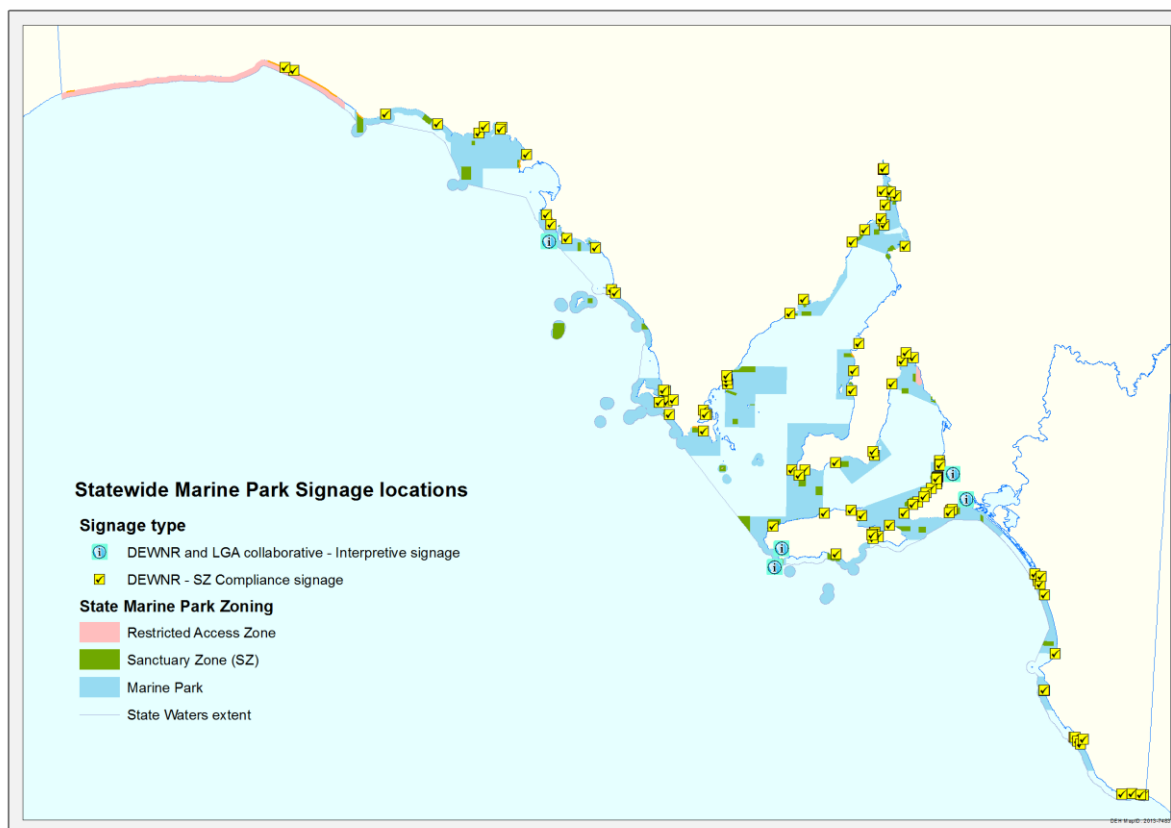 Statewide Marine Park Signage locations
Signage type
DEWNR and LGA collaborative - Interpretive signage
DEWNR - SZ Compliance signage
State Marine Park Zoning
Restricted Access Zone
Sanctuary Zone (SZ)
Marine Park
State Waters extent